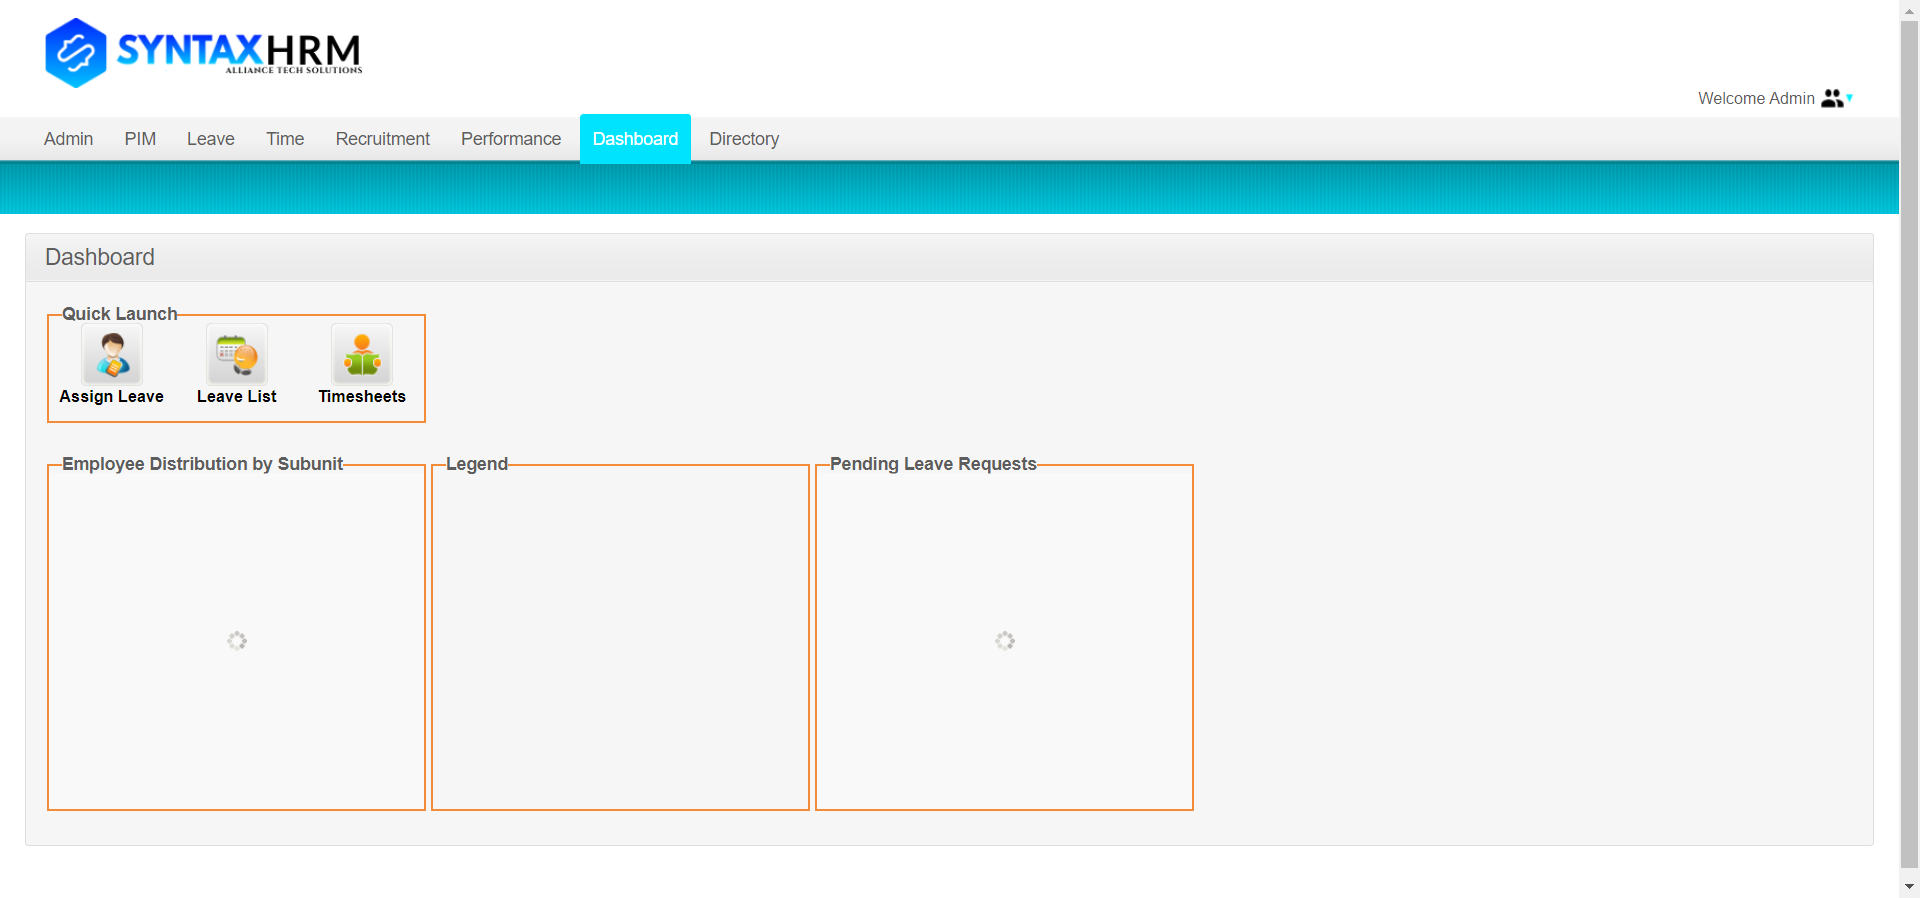 SYNTAXHRM
ALLIANCE TECH SOLUTIONS
Welcome Admin
Admin PIM Leave Time Recruitment Performance Dashboard Directory
Dashboard
Quick Launch
Assign Leave Leave List Timesheets
Employee Distribution by Subunit Legend Pending Leave Requests